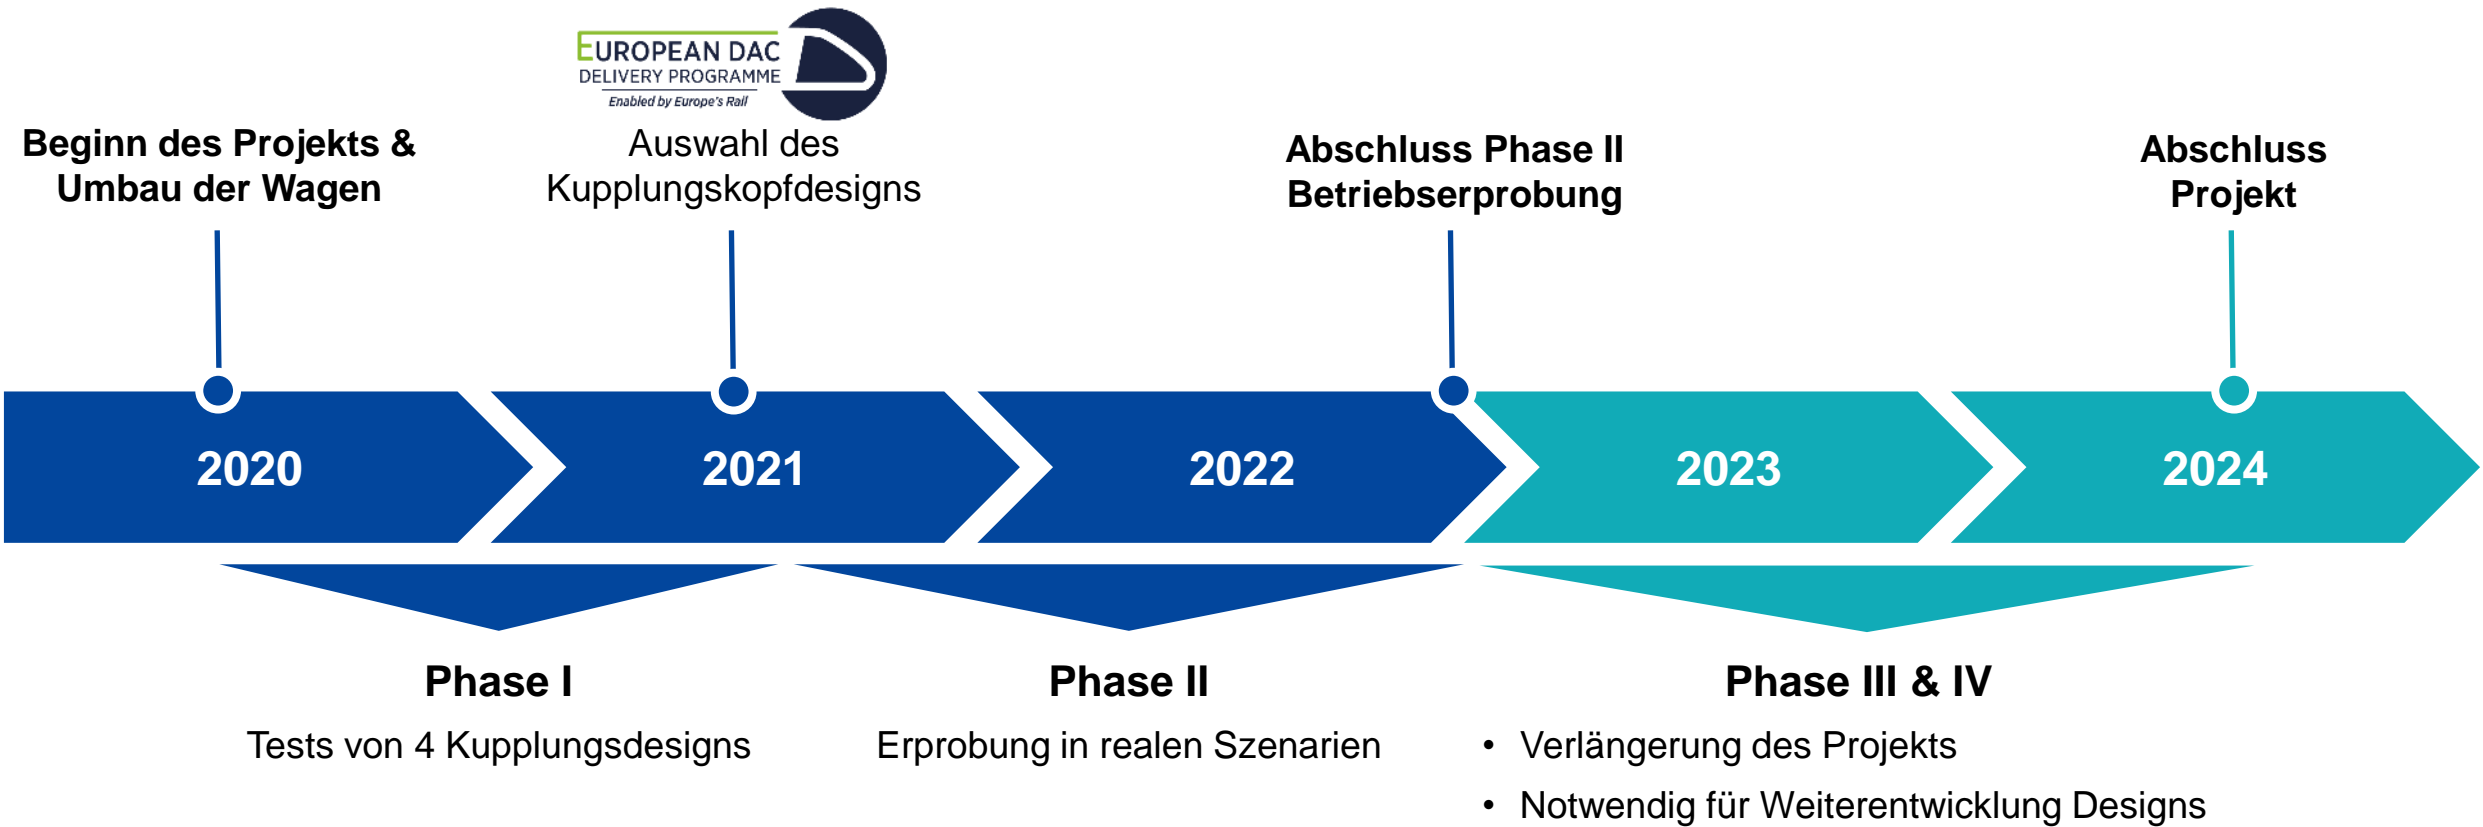 EUROPEAN DAC
DELIVERY PROGRAMME
Enabled by Europe's Rail
Beginn des Projekts &
Umbau der Wagen
Auswahl des
Kupplungskopfdesigns
Abschluss Phase II
Betriebserprobung
Abschluss
Projekt
2020
2021
2022
2023
2024
Phase I
Tests von 4 Kupplungsdesigns
Phase II
Erprobung in realen Szenarien
Phase III & IV
• Verlängerung des Projekts
• Notwendig für Weiterentwicklung Designs